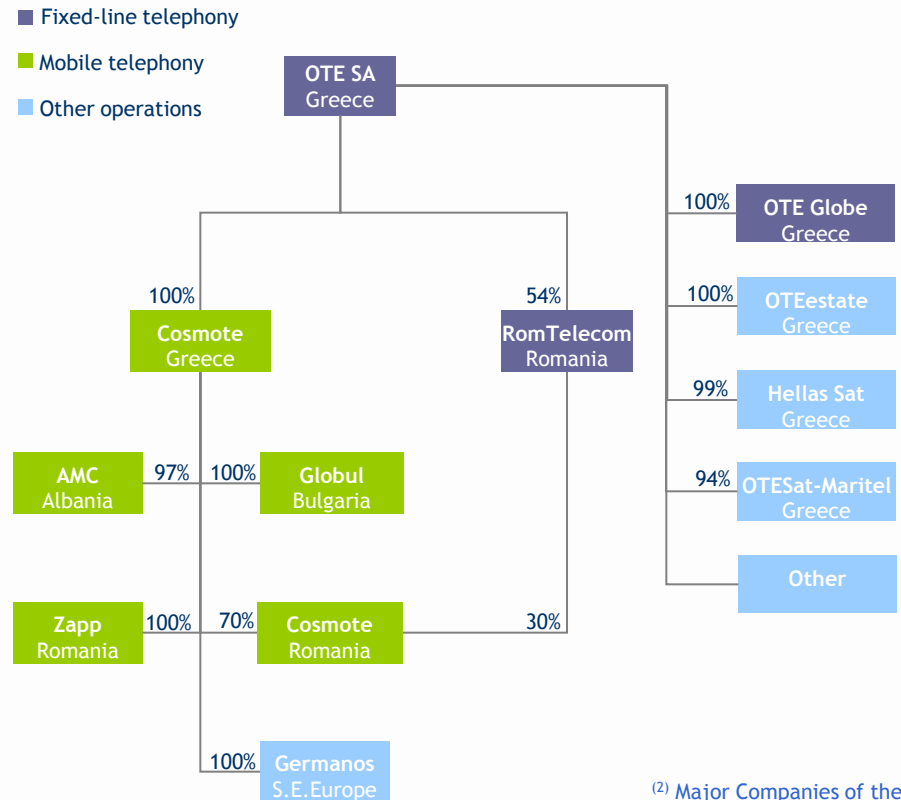 Fixed-line telephony
Mobile telephony
Other operations
OTE SA
Greece
100%
OTE Globe
Greece
100%
OTEestate
Greece
99%
Hellas Sat
Greece
94%
OTESat-Maritel
Greece
Other
100%
Cosmote
Greece
54%
RomTelecom
Romania
AMC
Albania
97%
100%
Globul
Bulgaria
Zapp
Romania
100%
70%
Cosmote
Romania
30%
100%
Germanos
S.E.Europe
(2) Major Companies of the